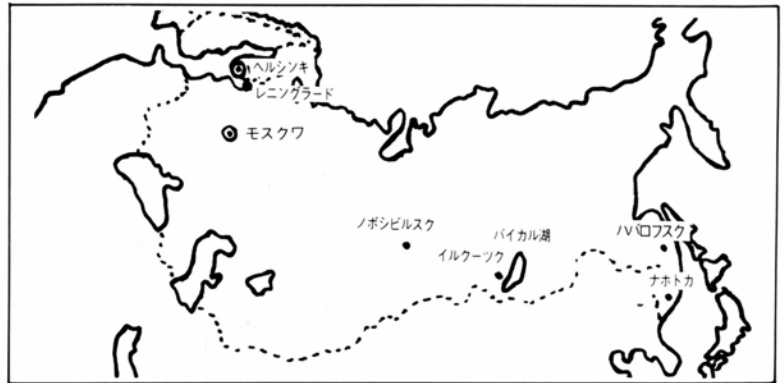 ヘルシンキ
レニングラード
モスクワ
ノボシビルスク
バイカル湖
イルクーツク
ハバロフスク
ナホトカ